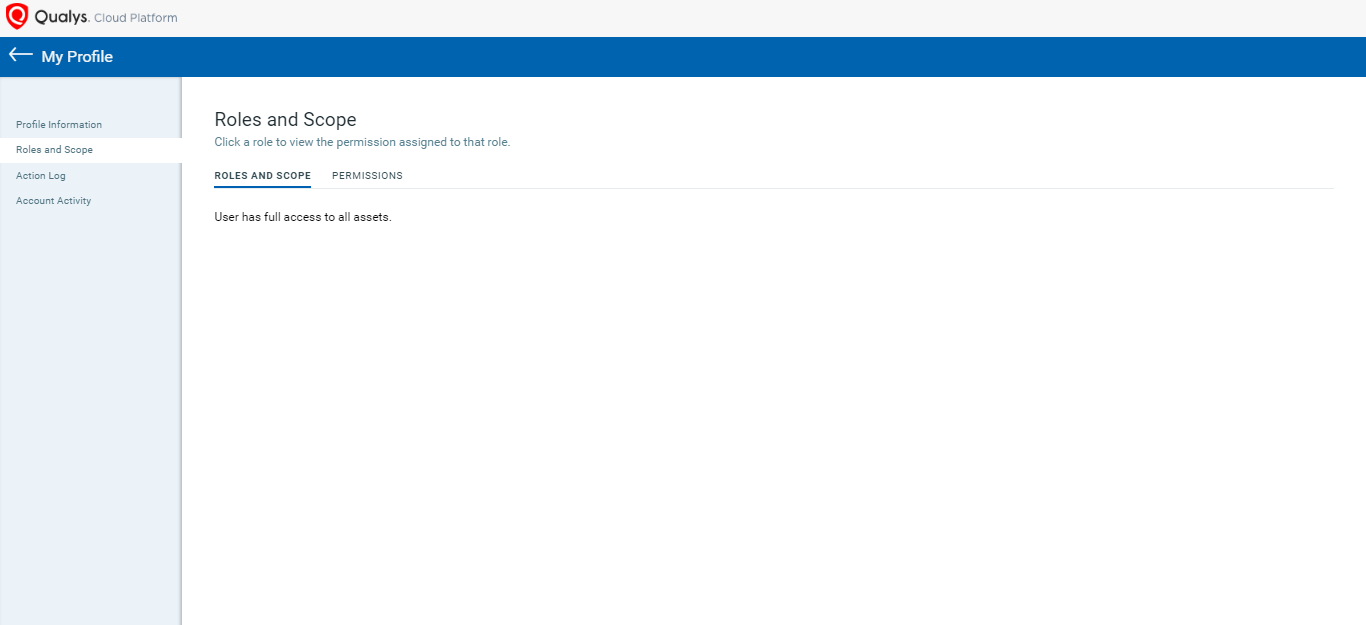 Qualys. Cloud Platform
My Profile
Profile Information
Roles and Scope
Action Log
Account Activity
Roles and Scope
Click a role to view the permission assigned to that role.
ROLES AND SCOPE PERMISSIONS
User has full access to all assets.